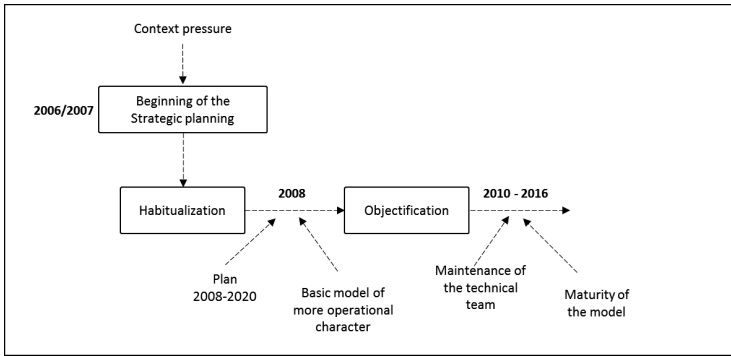 Context pressure
2006/2007
Beginning of the
Strategic planning
Habitualization
2008
Objectification
2010 - 2016
Plan
2008-2020
Basic model of
more operational
character
Maintenance of
the technical
team
Maturity of
the model